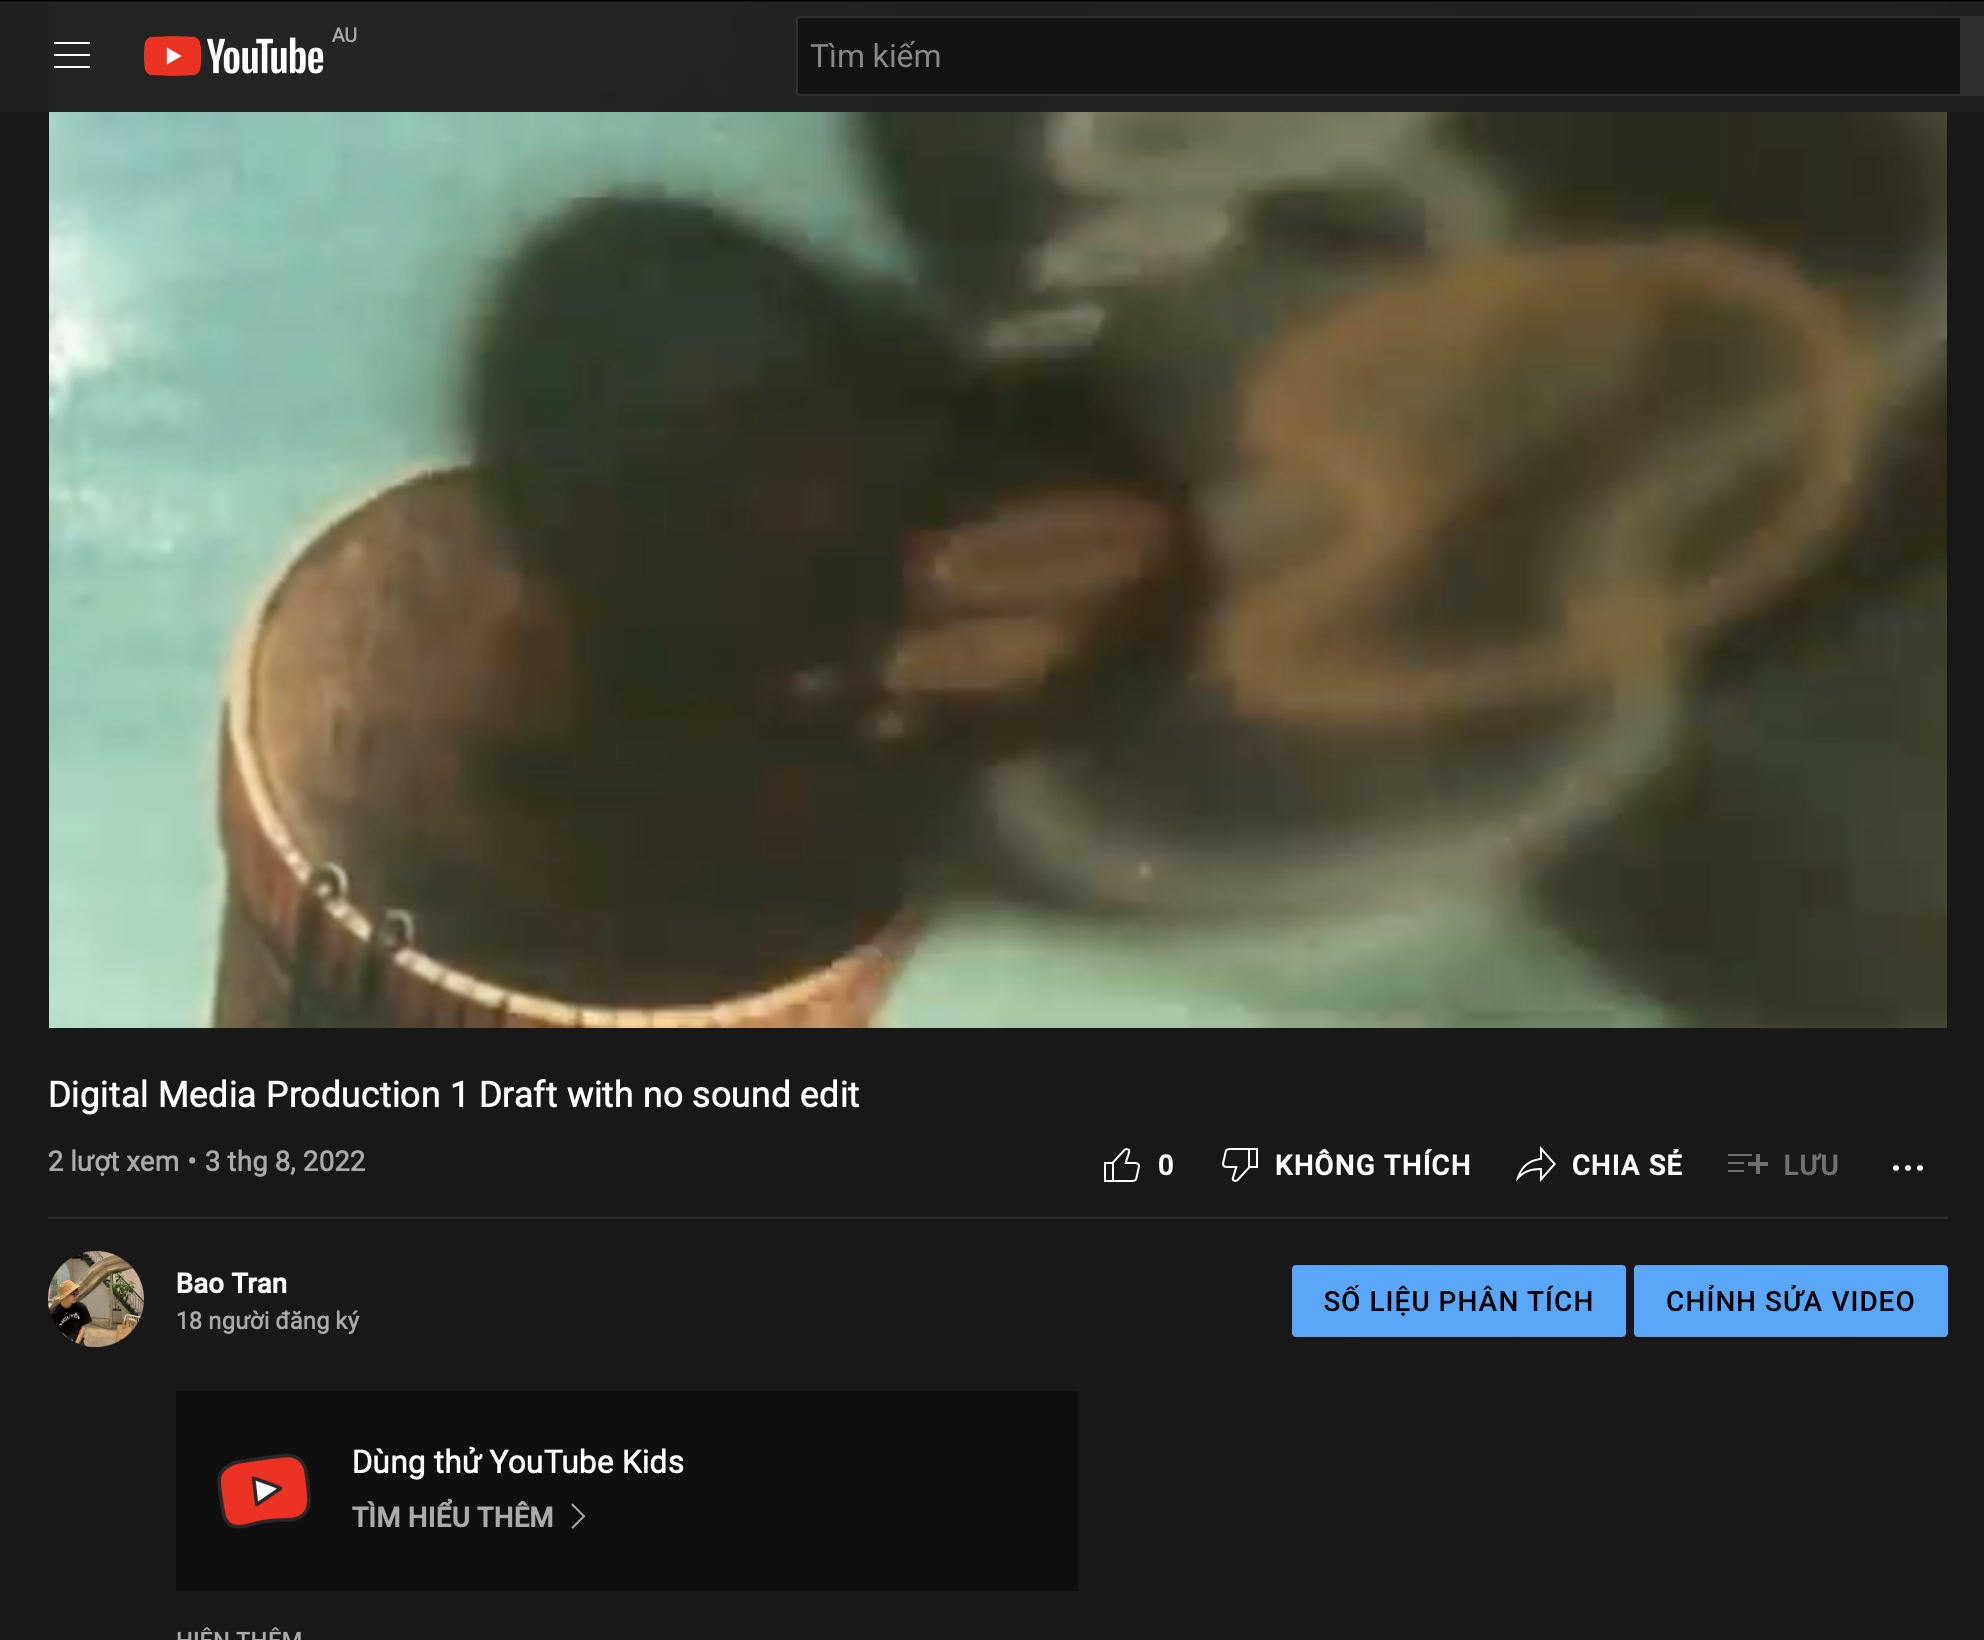 YouTube AU
Tìm kiếm
Digital Media Production 1 Draft with no sound edit
2 lượt xem • 3 thg 8, 2022
0 KHÔNG THÍCH CHIA SẺ LƯU
Bao Tran
18 người đăng ký
SỐ LIỆU PHÂN TÍCH
CHỈNH SỬA VIDEO
Dùng thử YouTube Kids
TÌM HIỂU THÊM
HIỆN THÊM